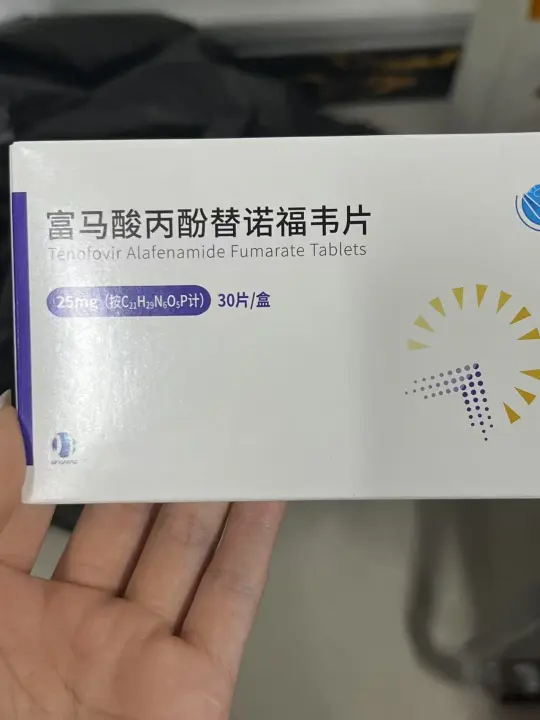 富马酸丙酚替诺福韦片
Tenofovir Alafenamide Fumarate Tablets
25mg（按C₂₁H₂₉N₆O₅P计） 30片/盒